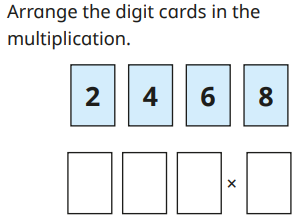 Arrange the digit cards in the
multiplication.
2 4 6 8
×